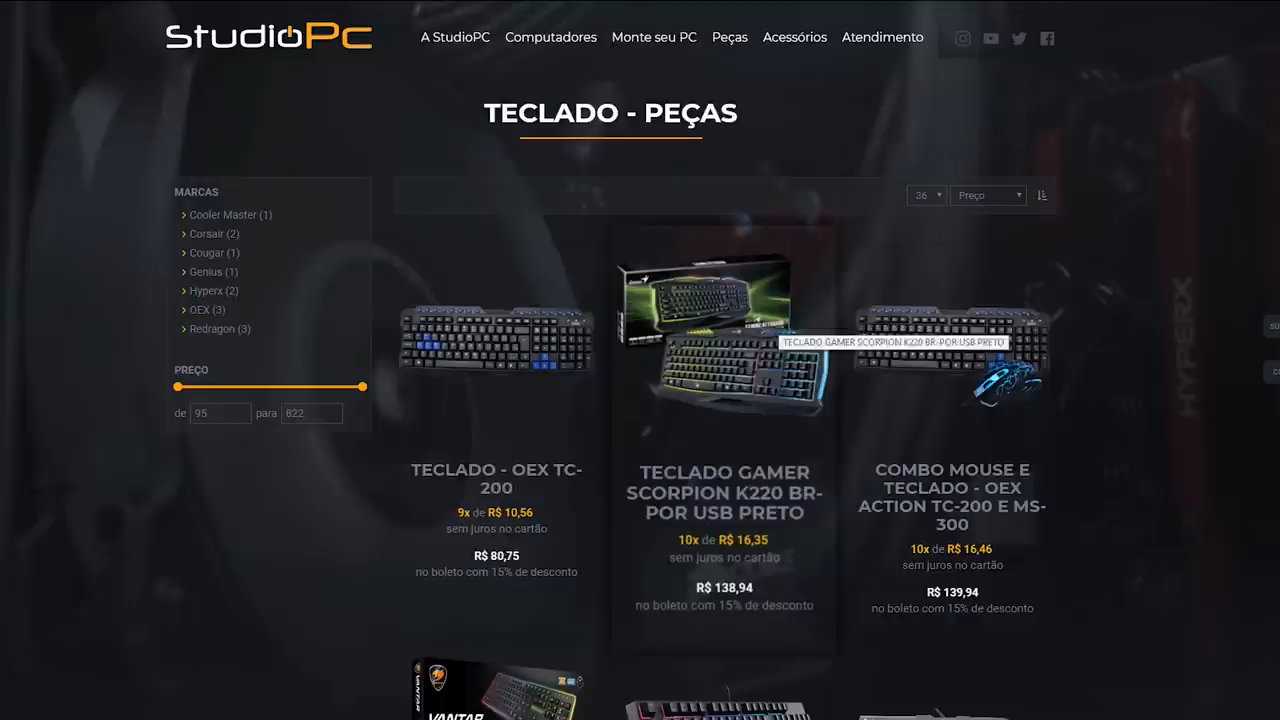 StudioPc
A StudioPC Computadores Monte seu PC Peças Acessórios Atendimento
TECLADO - PEÇAS
MARCAS
Cooler Master (1)
Corsair (2)
Cougar (1)
Genius (1)
Hyperx (2)
OEX (3)
Redragon (3)
PREÇO
de 95 para 822
36 Preço
TECLADO GAMER SCORPION K220 BR-POR USB PRETO
HYPERX
TECLADO - OEX TC-
200
9x de R$ 10,56
sem juros no cartão
R$ 80,75
no boleto com 15% de desconto
TECLADO GAMER
SCORPION K220 BR-
POR USB PRETO
10x de R$ 16,35
sem juros no cartão
R$ 138,94
no boleto com 15% de desconto
COMBO MOUSE E
TECLADO - OEX
ACTION TC-200 E MS-
300
10x de R$ 16,46
sem juros no cartão
R$ 139,94
no boleto com 15% de desconto
VANTAR